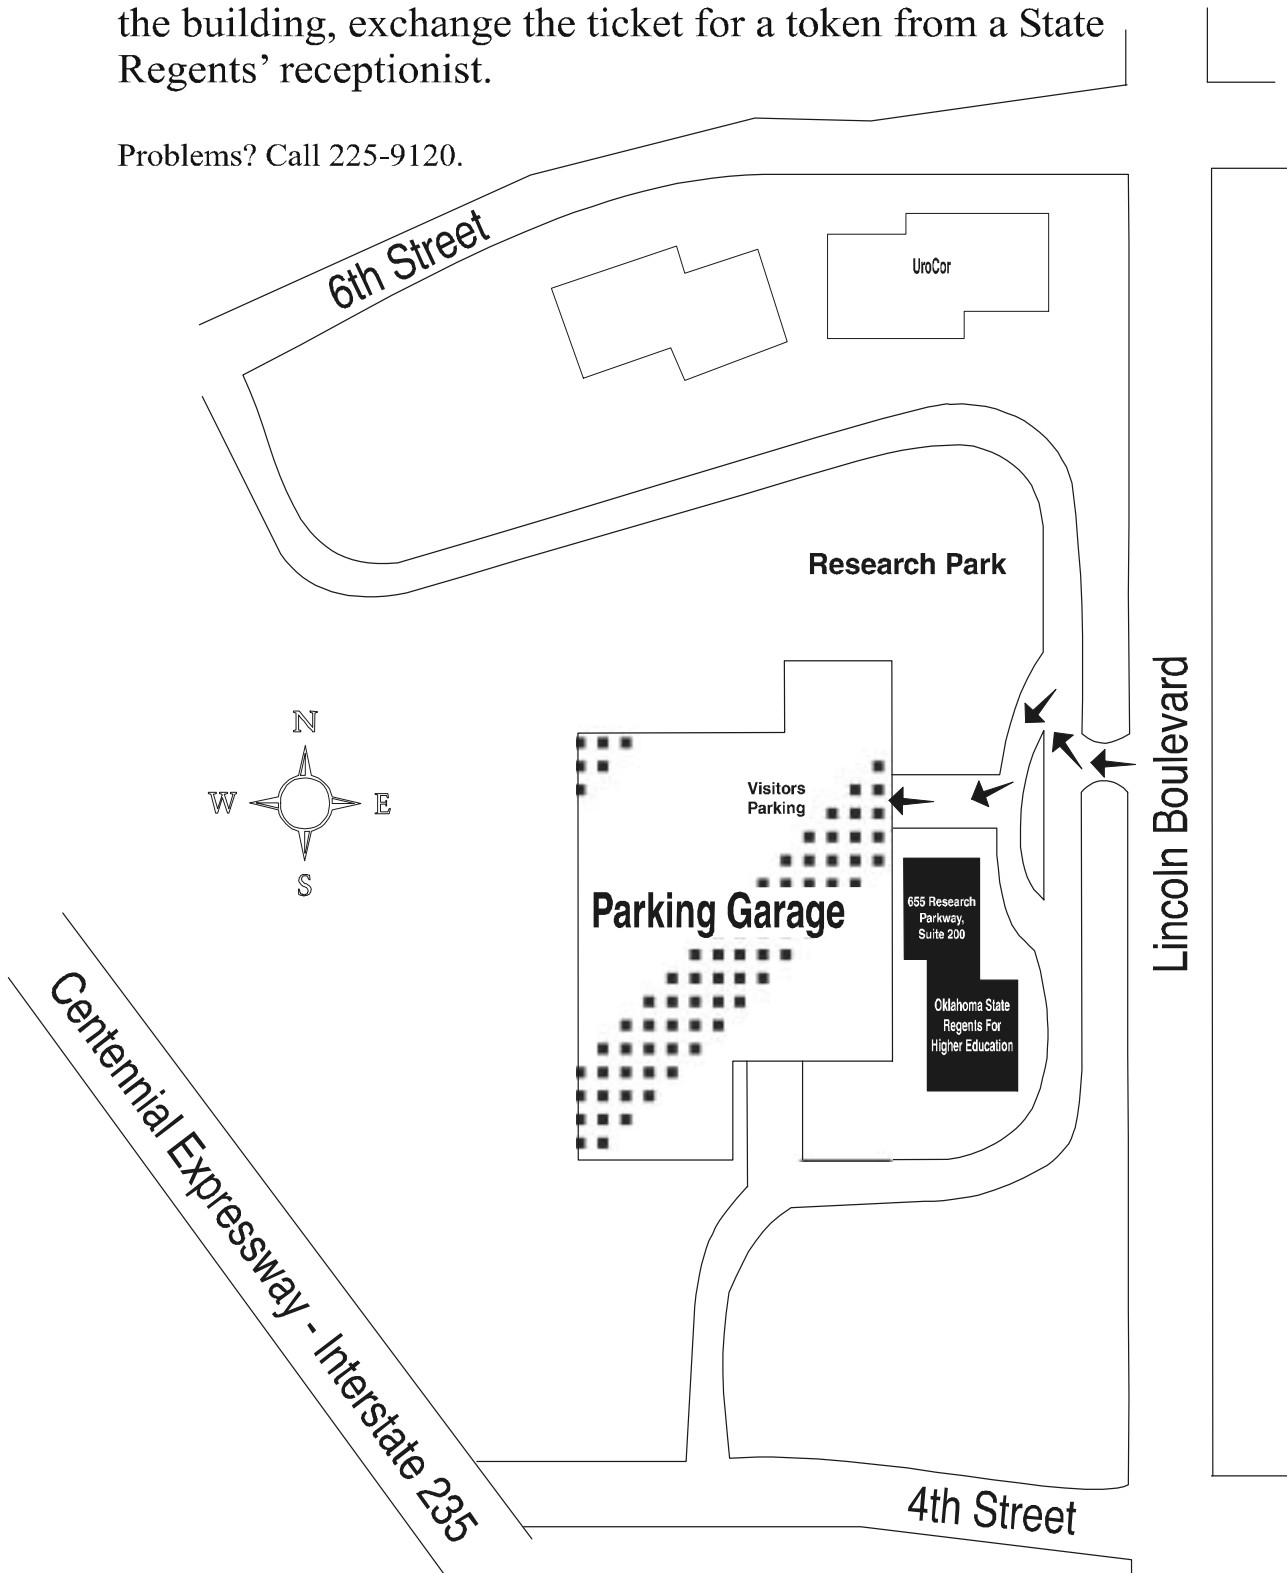 the building, exchange the ticket for a token from a State
Regents’ receptionist.
Problems? Call 225-9120.
6th Street
UroCor
Research Park
N
W
E
S
Visitors
Parking
Parking Garage
655 Research
Parkway,
Suite 200
Oklahoma State
Regents For
Higher Education
Lincoln Boulevard
Centennial Expressway - Interstate 235
4th Street